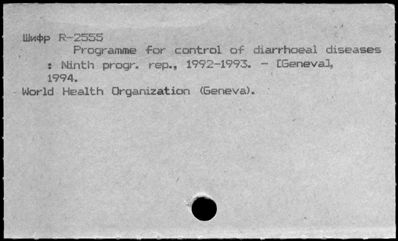 Шифр R-2555
Programme for control of diarrhoeal diseases
: Ninth progr. rep., 1992-1993. - [Geneva],
1994.
World Health Organization (Geneva).